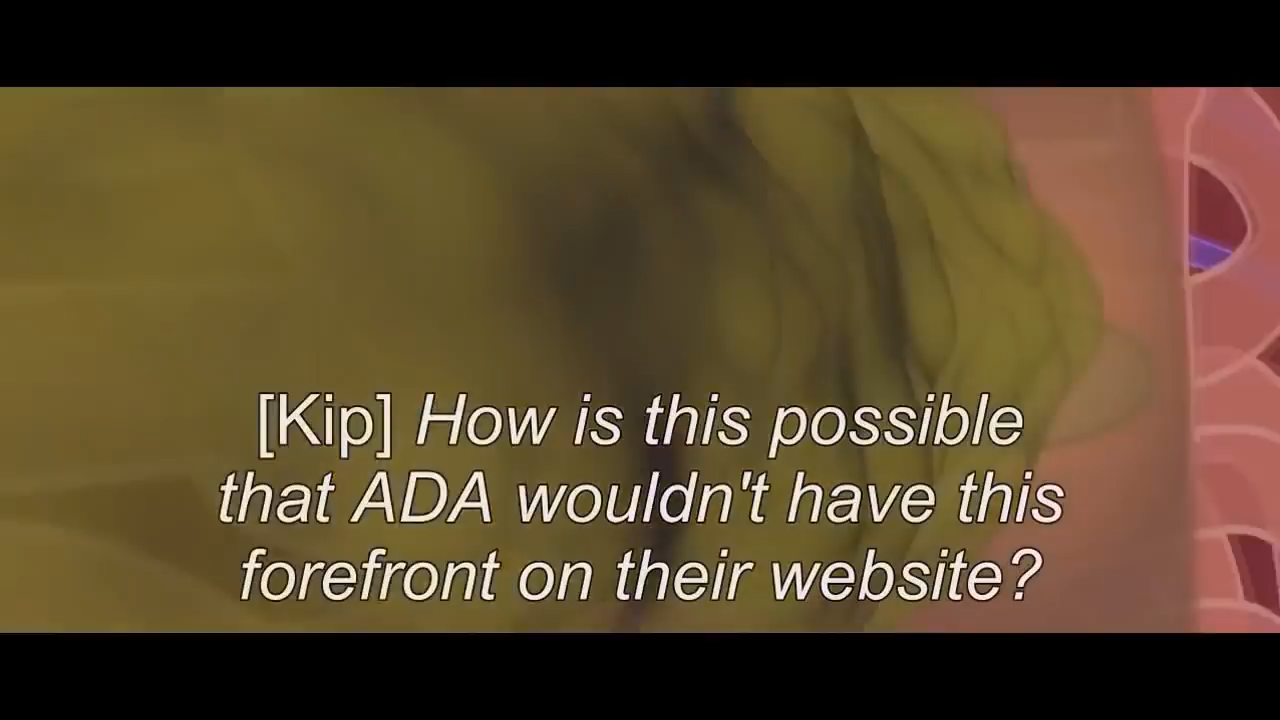 [Kip] How is this possible
that ADA wouldn't have this
forefront on their website?